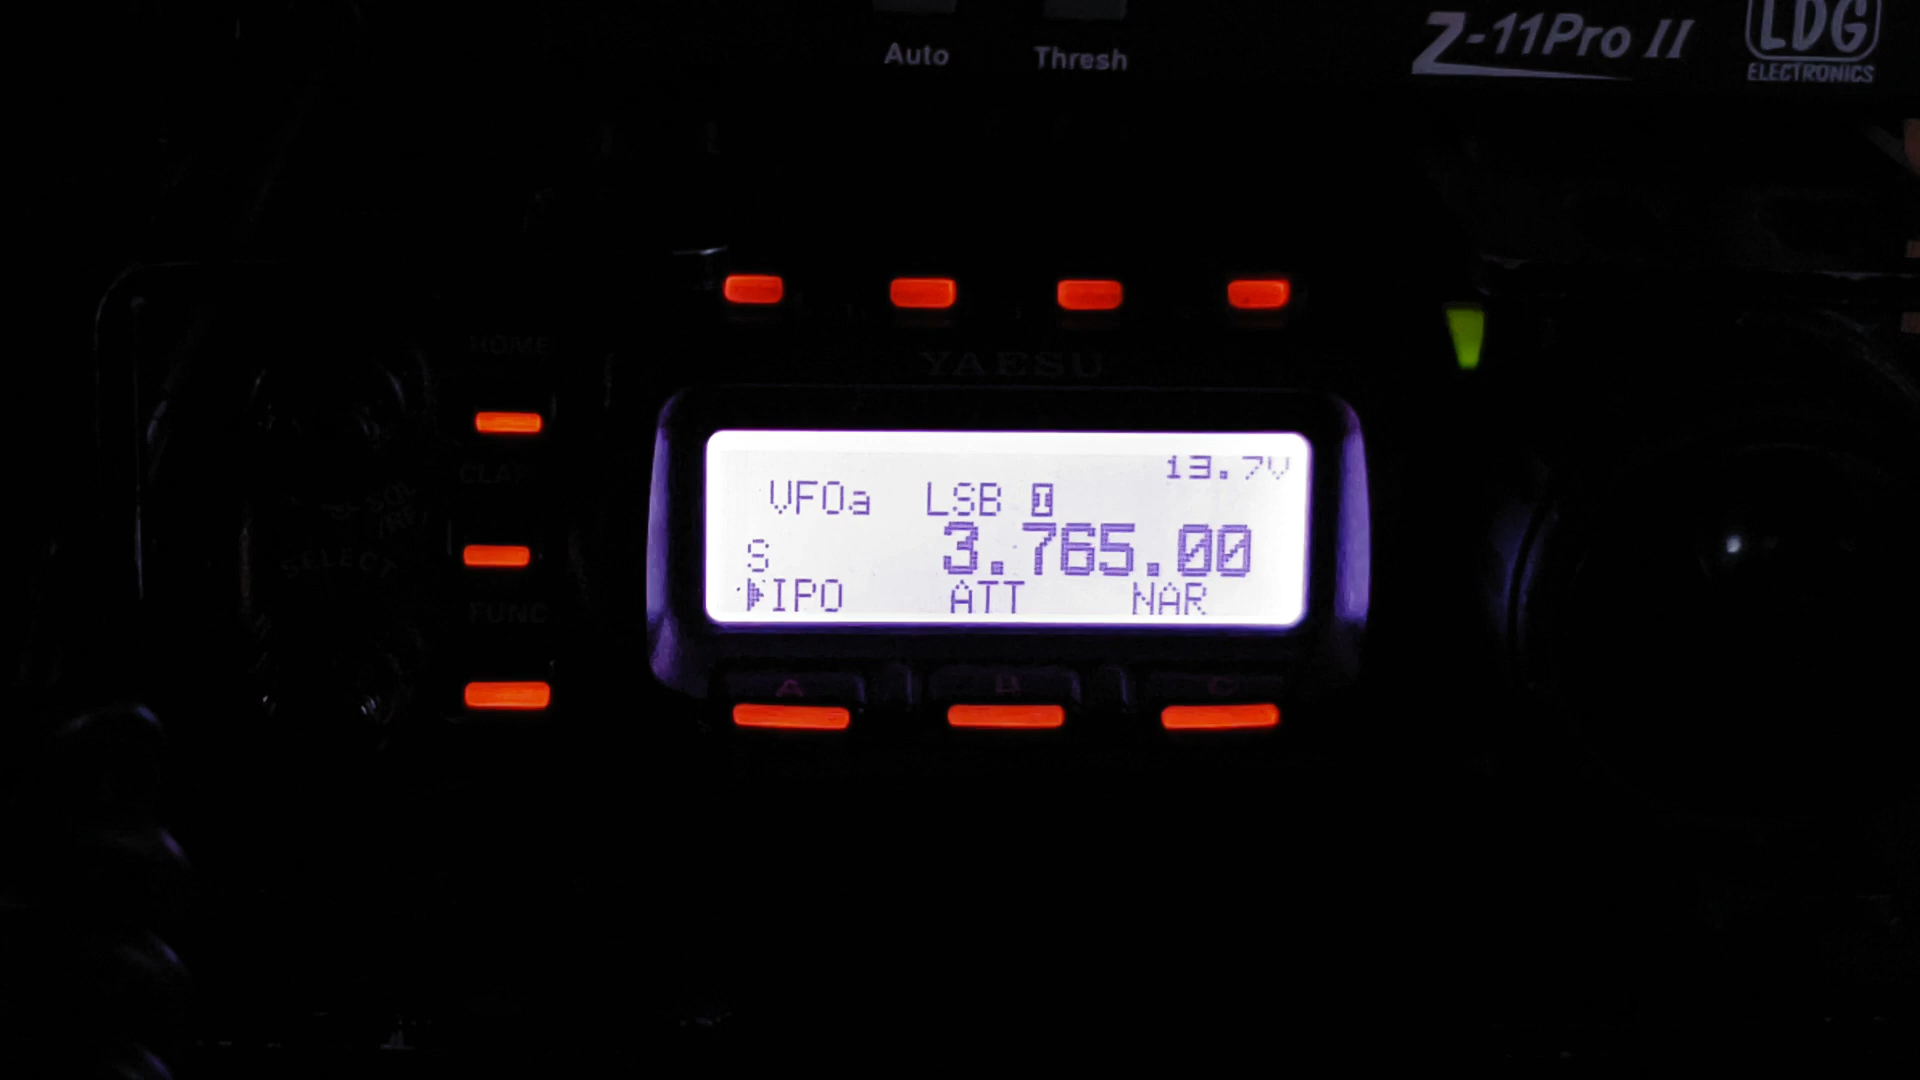 Auto Thresh
Z-11Pro II
LDG
ELECTRONICS
HOME
YAESU
CLAR
SELECT
FUNC
13.7V
VFOa LSB I
3.765.00
S
IPO ATT NAR
A B C